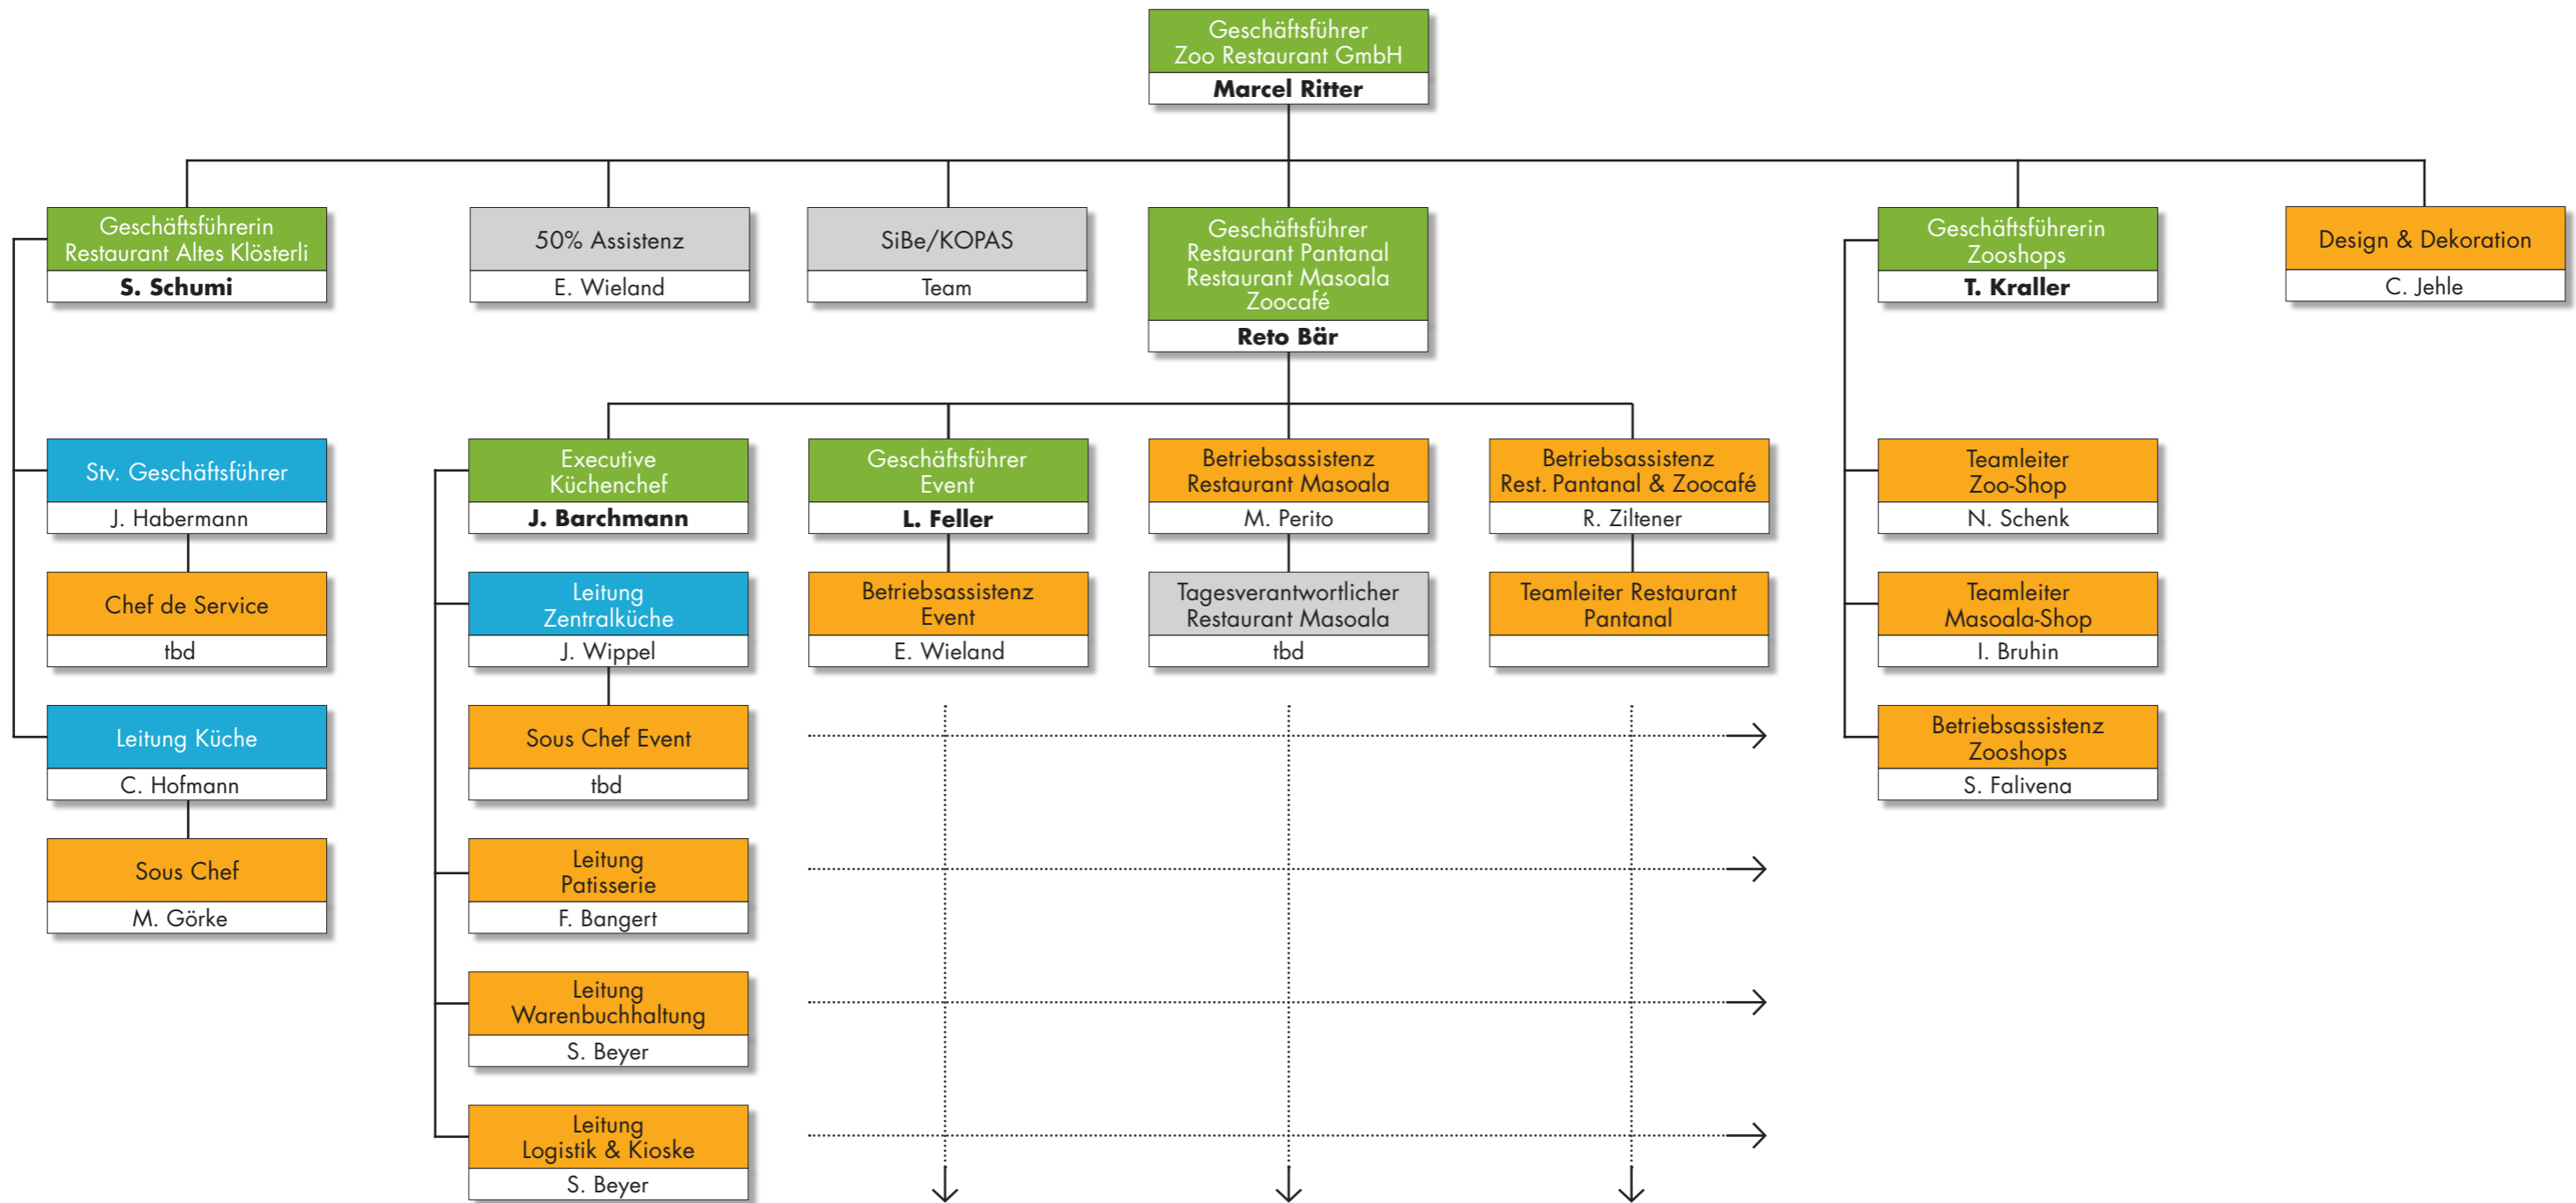 Geschäftsführer
Zoo Restaurant GmbH
Marcel Ritter
Geschäftsführerin
Restaurant Altes Klösterli
S. Schumi
50% Assistenz
E. Wieland
SiBe/KOPAS
Team
Geschäftsführer
Restaurant Pantanal
Restaurant Masoala
Zoocafé
Reto Bär
Geschäftsführerin
Zooshops
T. Kraller
Design & Dekoration
C. Jehle
Stv. Geschäftsführer
J. Habermann
Executive
Küchenchef
J. Barchmann
Geschäftsführer
Event
L. Feller
Betriebsassistenz
Restaurant Masoala
M. Perito
Betriebsassistenz
Rest. Pantanal & Zoocafé
R. Ziltener
Teamleiter
Zoo-Shop
N. Schenk
Chef de Service
tbd
Leitung
Zentralküche
J. Wippel
Betriebsassistenz
Event
E. Wieland
Tagesverantwortlicher
Restaurant Masoala
tbd
Teamleiter Restaurant
Pantanal
Teamleiter
Masoala-Shop
I. Bruhin
Leitung Küche
C. Hofmann
Sous Chef Event
tbd
Betriebsassistenz
Zooshops
S. Falivena
Sous Chef
M. Görke
Leitung
Patisserie
F. Bangert
Leitung
Warenbuchhaltung
S. Beyer
Leitung
Logistik & Kioske
S. Beyer